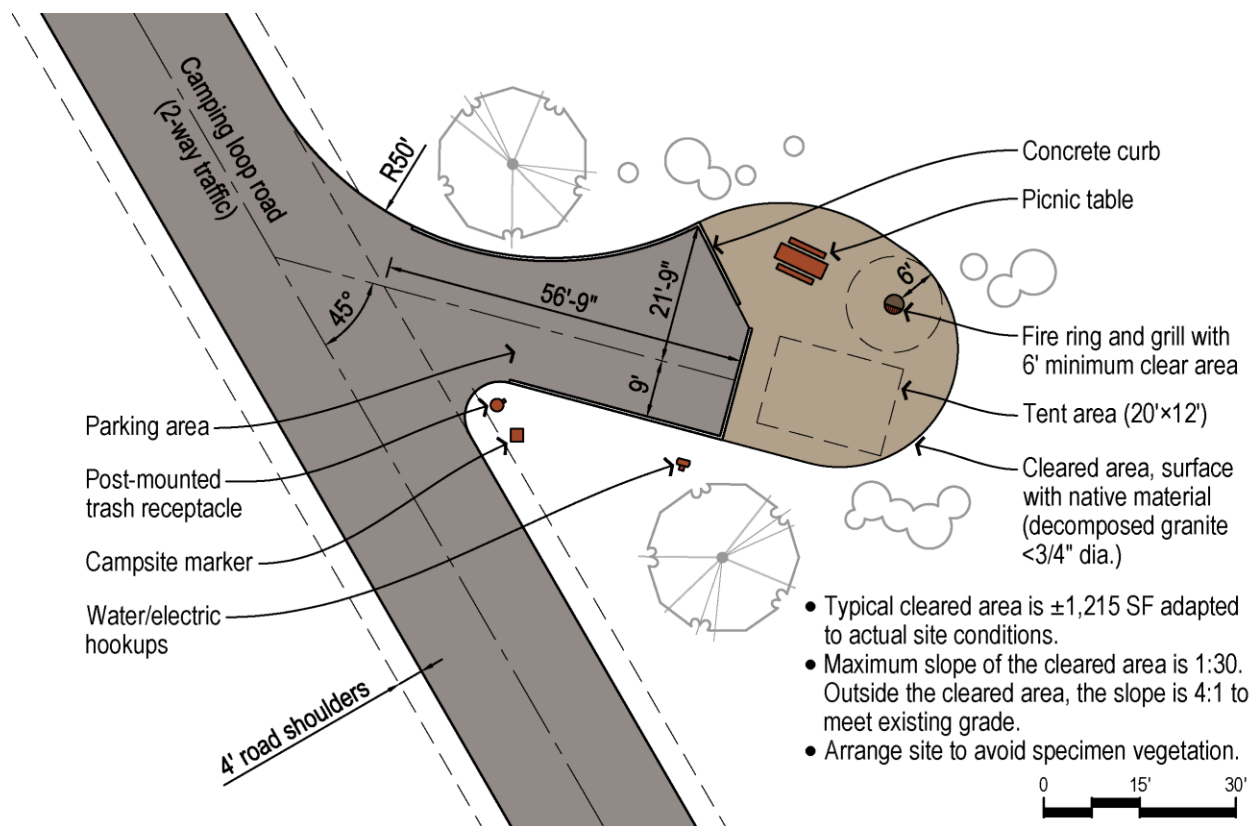 Camping loop road
(2-way traffic)
R50'
45°
56'-9"
21'-9"
9'
6'
Concrete curb
Picnic table
Fire ring and grill with
6' minimum clear area
Tent area (20'×12')
Cleared area, surface
with native material
(decomposed granite
<3/4" dia.)
Parking area
Post-mounted
trash receptacle
Campsite marker
Water/electric
hookups
4' road shoulders
• Typical cleared area is ±1,215 SF adapted
to actual site conditions.
• Maximum slope of the cleared area is 1:30.
Outside the cleared area, the slope is 4:1 to
meet existing grade.
• Arrange site to avoid specimen vegetation.
0 15' 30'